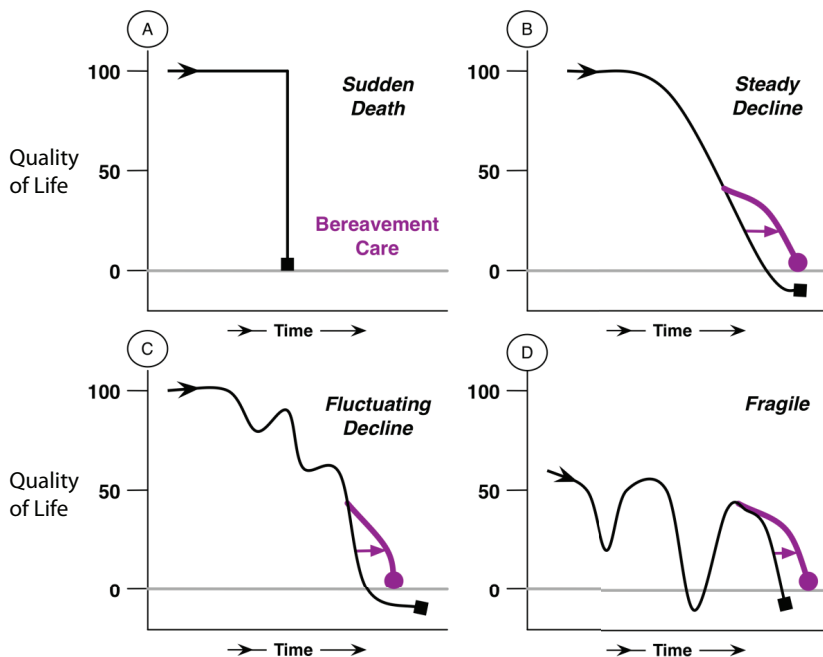 A
100
50
0
Quality
of Life
Sudden
Death
Bereavement
Care
Time
B
100
50
0
Steady
Decline
Time
C
100
50
0
Quality
of Life
Fluctuating
Decline
Time
D
100
50
0
Fragile
Time